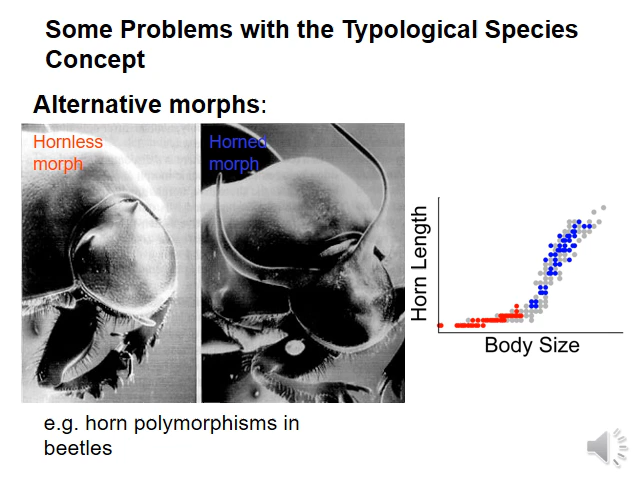 Some Problems with the Typological Species
Concept
Alternative morphs:
Hornless
morph
Horned
morph
Horn Length
Body Size
e.g. horn polymorphisms in
beetles